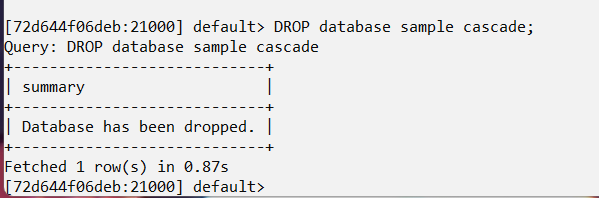 [72d644f06deb:21000] default> DROP database sample cascade;
Query: DROP database sample cascade
+----------------------------+
| summary                    |
+----------------------------+
| Database has been dropped. |
+----------------------------+
Fetched 1 row(s) in 0.87s
[72d644f06deb:21000] default>